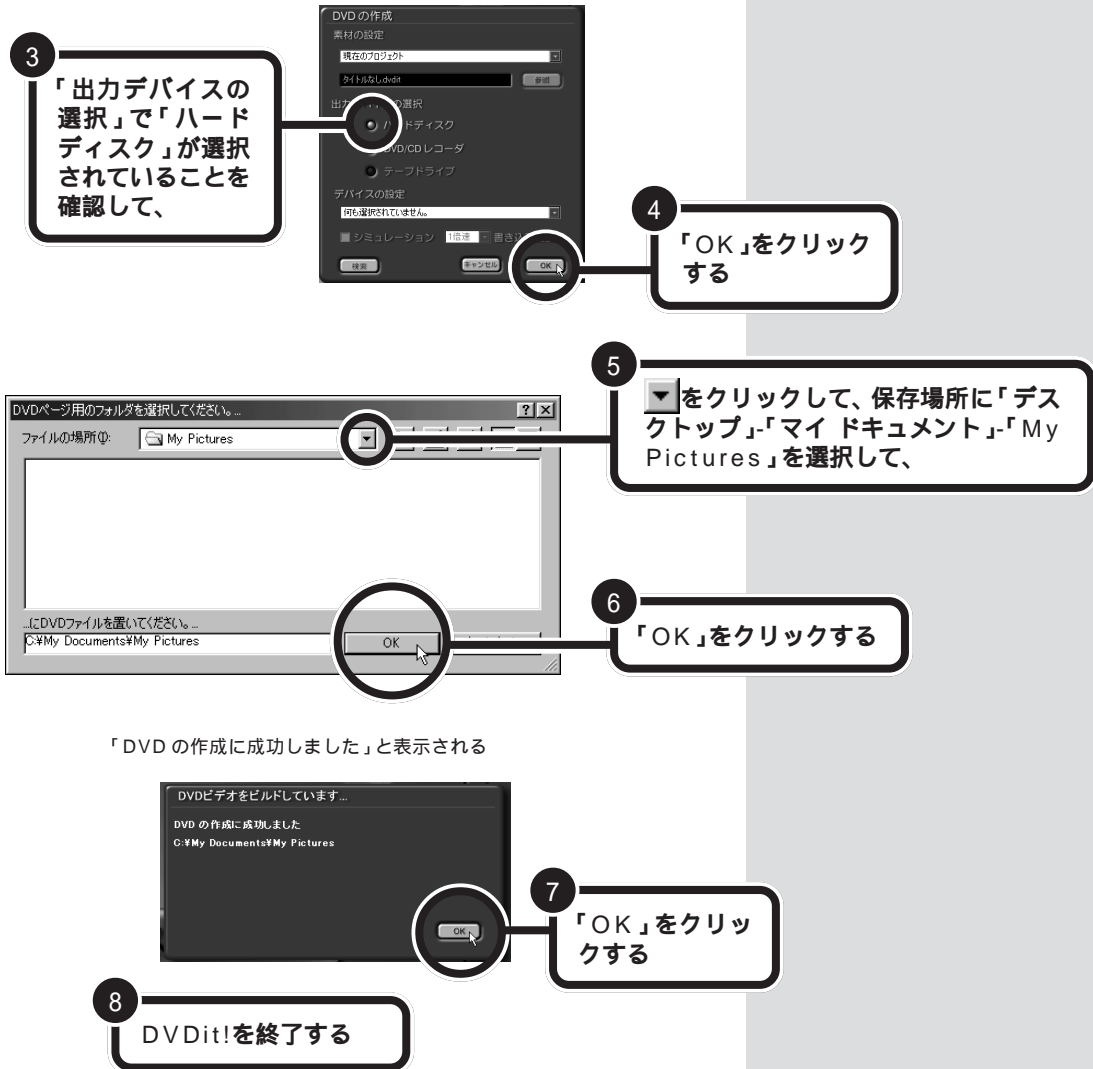 DVD の作成
素材の設定
現在のプロジェクト
タイトルなし.dvdit
参照
3
「出力デバイスの
選択」で「ハード
ディスク」が選択
されていることを
確認して、
の選択
ハードディスク
DVD/CDレコーダ
テープドライブ
デバイスの設定
何も選択されていません。
シミュレーション 1倍速 書き込
検索 キャンセル OK
4
「OK」をクリック
する
5
をクリックして、保存場所に「デス
クトップ」-「マイ ドキュメント」-「My
Pictures」を選択して、
DVDページ用のフォルダを選択してください。...
ファイルの場所(I): My Pictures
...にDVDファイルを置いてください。...
C:¥My Documents¥My Pictures OK
6
「OK」をクリックする
「DVD の作成に成功しました」と表示される
DVDビデオをビルドしています...
DVD の作成に成功しました
C:¥My Documents¥My Pictures
OK
7
「OK」をクリッ
クする
8
DVDit!を終了する